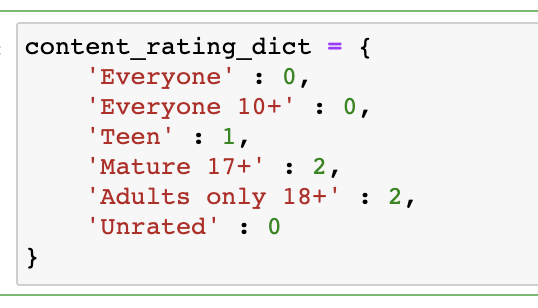 content_rating_dict = {
    'Everyone' : 0,
    'Everyone 10+' : 0,
    'Teen' : 1,
    'Mature 17+' : 2,
    'Adults only 18+' : 2,
    'Unrated' : 0
}